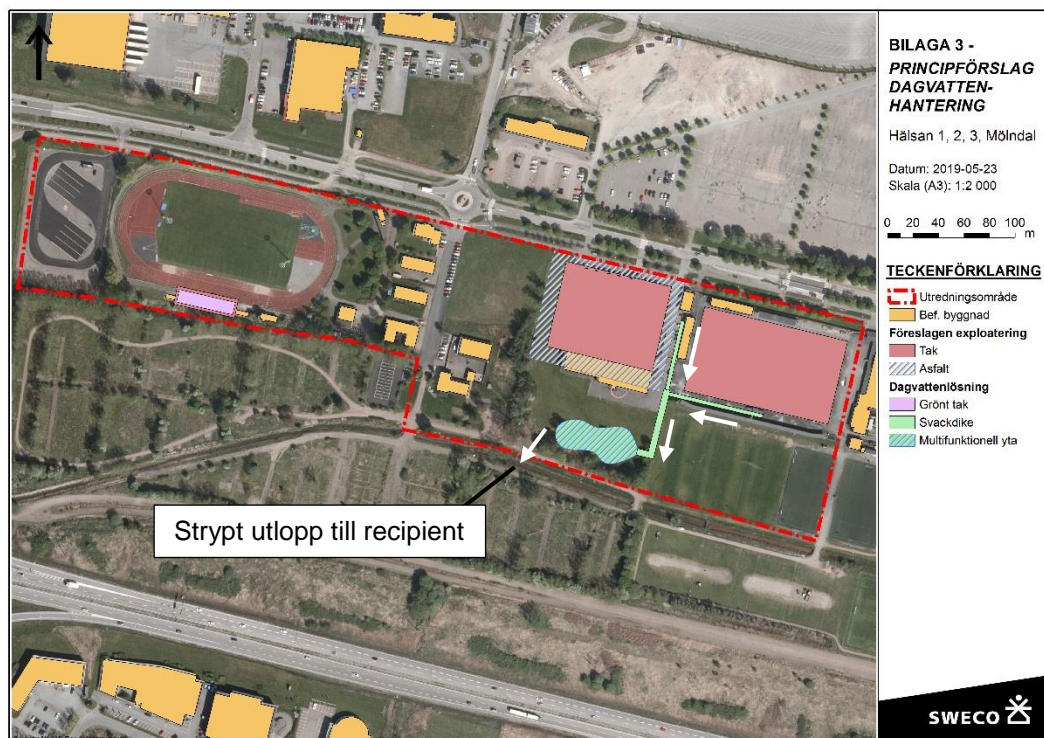 BILAGA 3 -
PRINCIPFÖRSLAG
DAGVATTEN-
HANTERING
Hälsan 1, 2, 3, Mölndal
Datum: 2019-05-23
Skala (A3): 1:2 000
0 20 40 60 80 100
m
TECKENFÖRKLARING
Utredningsområde
Bef. byggnad
Föreslagen exploatering
Tak
Asfalt
Dagvattenlösning
Grönt tak
Svackdike
Multifunktionell yta
Strypt utlopp till recipient
SWECO